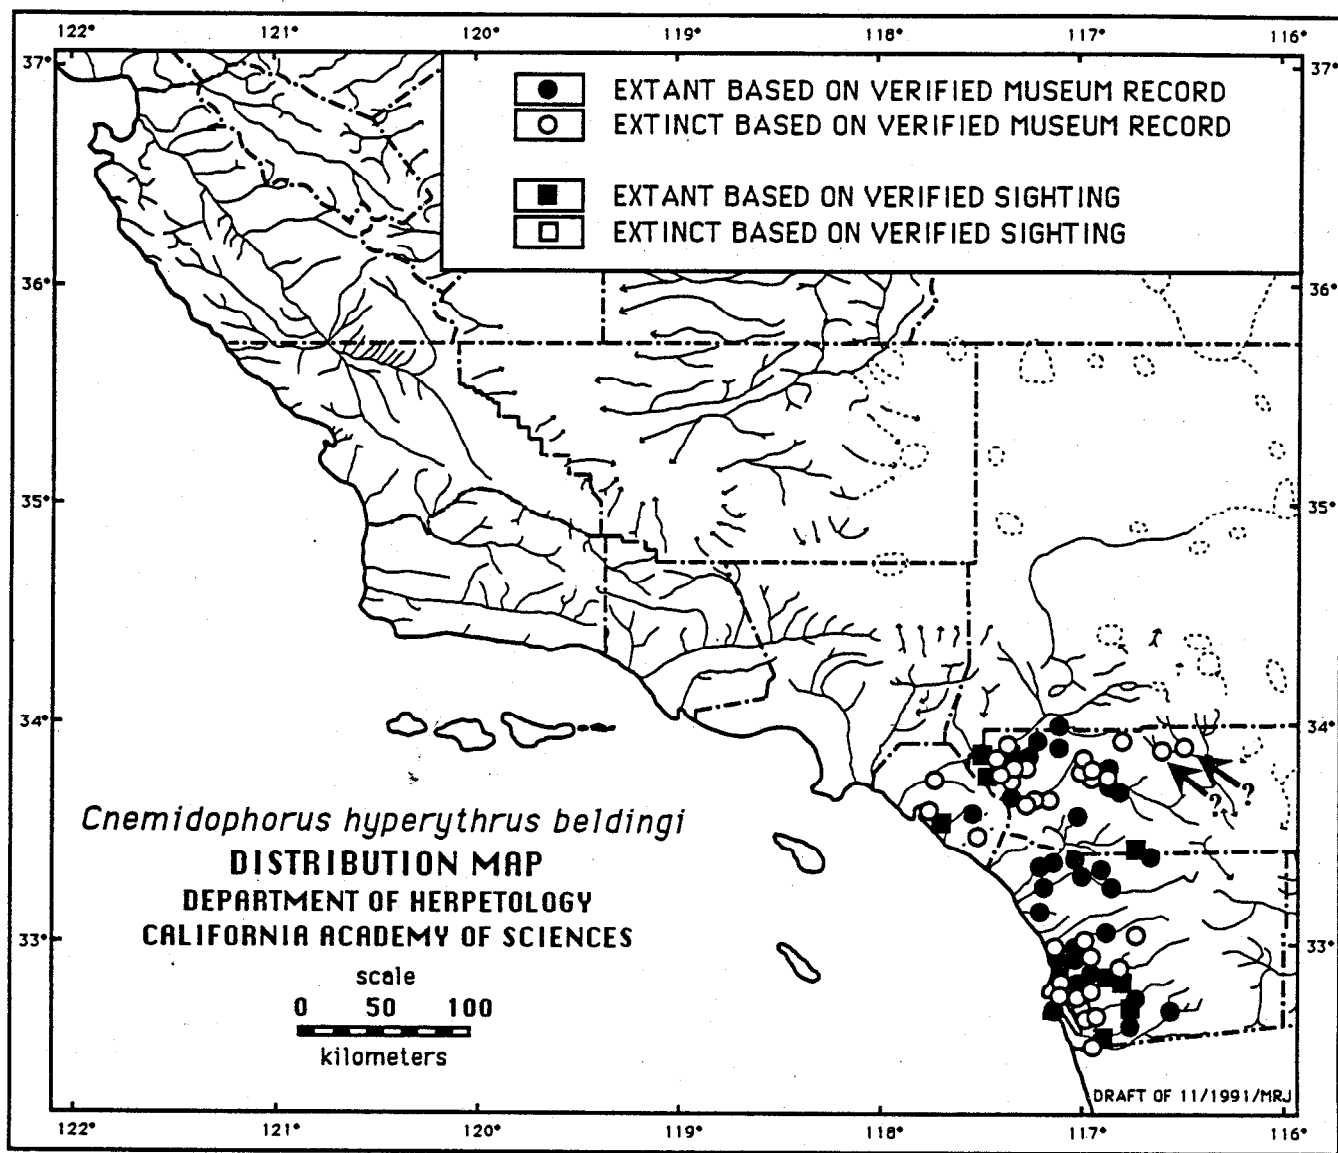 122° 121° 120° 119° 118° 117° 116°
37° 37°
EXTANT BASED ON VERIFIED MUSEUM RECORD
EXTINCT BASED ON VERIFIED MUSEUM RECORD
EXTANT BASED ON VERIFIED SIGHTING
EXTINCT BASED ON VERIFIED SIGHTING
36° 36°
35° 35°
34° 34°
? ?
Cnemidophorus hyperythrus beldingi
DISTRIBUTION MAP
DEPARTMENT OF HERPETOLOGY
CALIFORNIA ACADEMY OF SCIENCES
33° 33°
scale
0 50 100
kilometers
DRAFT OF 11/1991/MRJ
122° 121° 120° 119° 118° 117° 116°